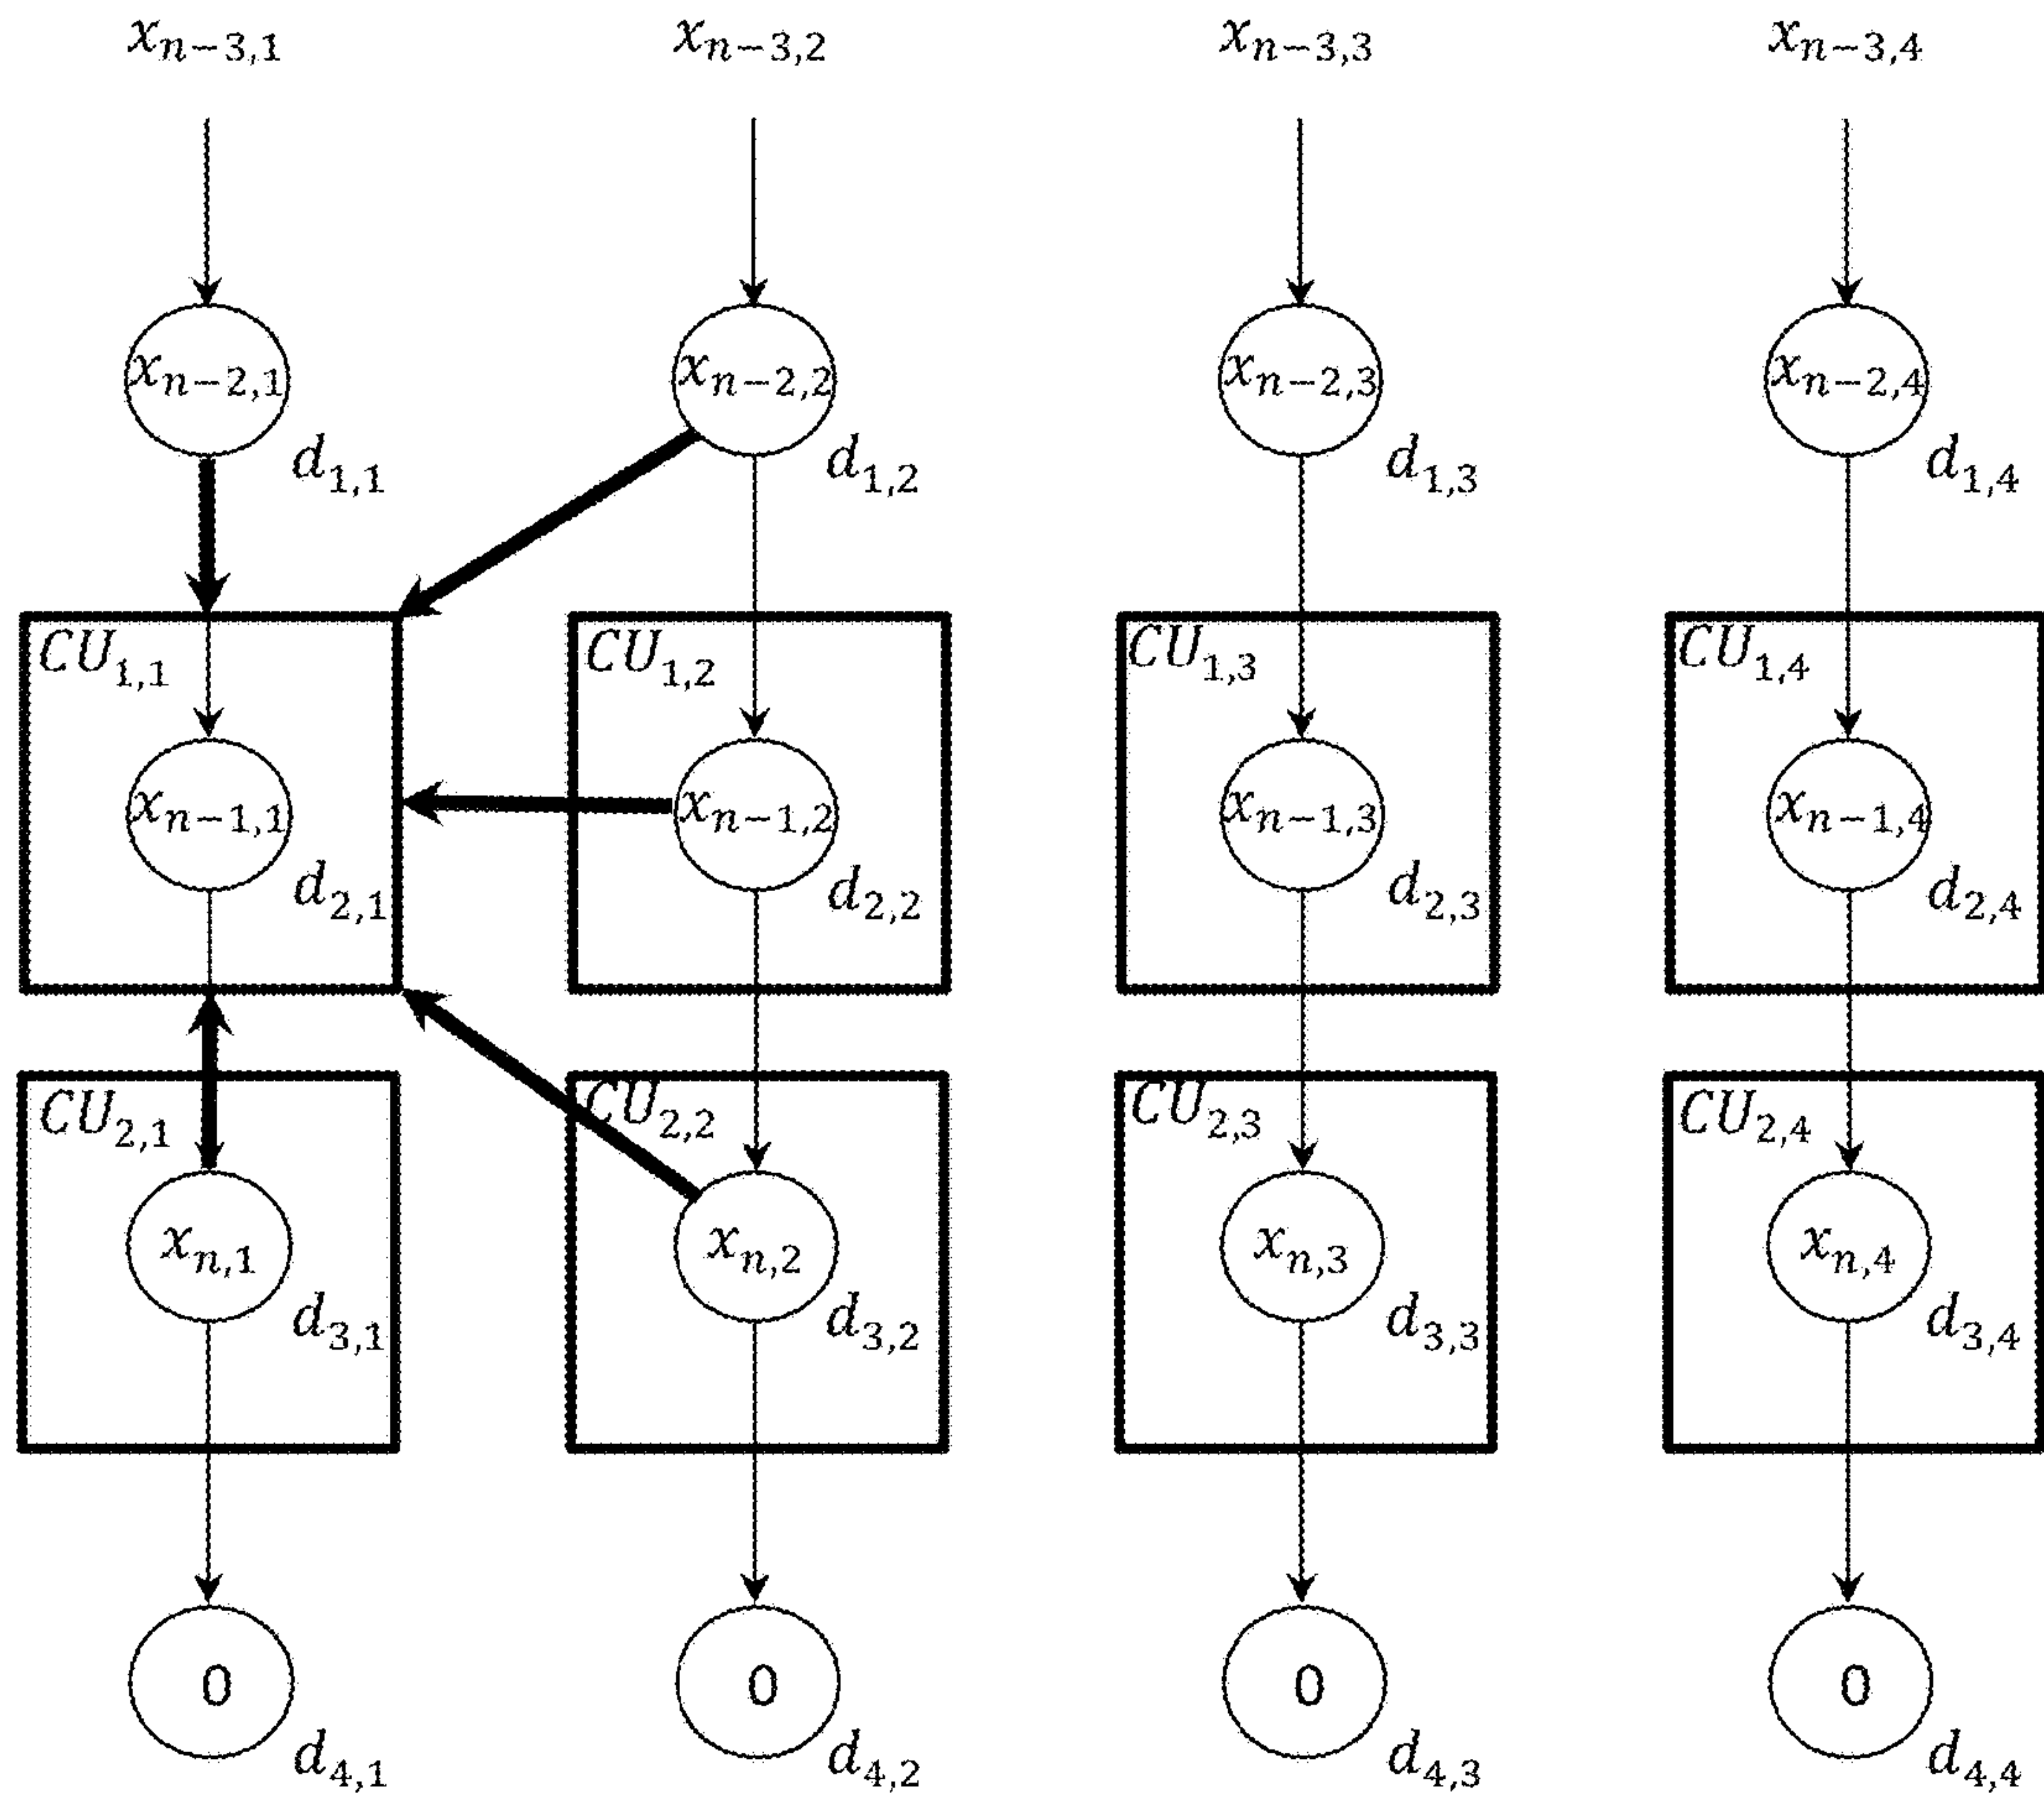 x_{n-3,1} x_{n-3,2} x_{n-3,3} x_{n-3,4}
x_{n-2,1} x_{n-2,2} x_{n-2,3} x_{n-2,4}
d_{1,1} d_{1,2} d_{1,3} d_{1,4}
CU_{1,1} CU_{1,2} CU_{1,3} CU_{1,4}
x_{n-1,1} x_{n-1,2} x_{n-1,3} x_{n-1,4}
d_{2,1} d_{2,2} d_{2,3} d_{2,4}
CU_{2,1} CU_{2,2} CU_{2,3} CU_{2,4}
x_{n,1} x_{n,2} x_{n,3} x_{n,4}
d_{3,1} d_{3,2} d_{3,3} d_{3,4}
0 0 0 0
d_{4,1} d_{4,2} d_{4,3} d_{4,4}